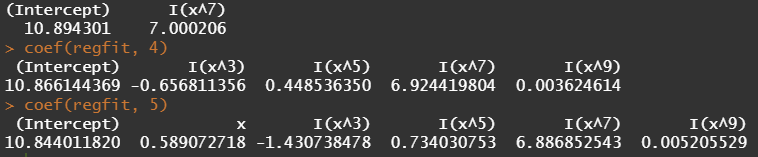 (Intercept) I(x^7)
10.894301 7.000206
> coef(regfit, 4)
(Intercept) I(x^3) I(x^5) I(x^7) I(x^9)
10.866144369 -0.656811356 0.448536350 6.924419804 0.003624614
> coef(regfit, 5)
(Intercept) x I(x^3) I(x^5) I(x^7) I(x^9)
10.844011820 0.589072718 -1.430738478 0.734030753 6.886852543 0.005205529